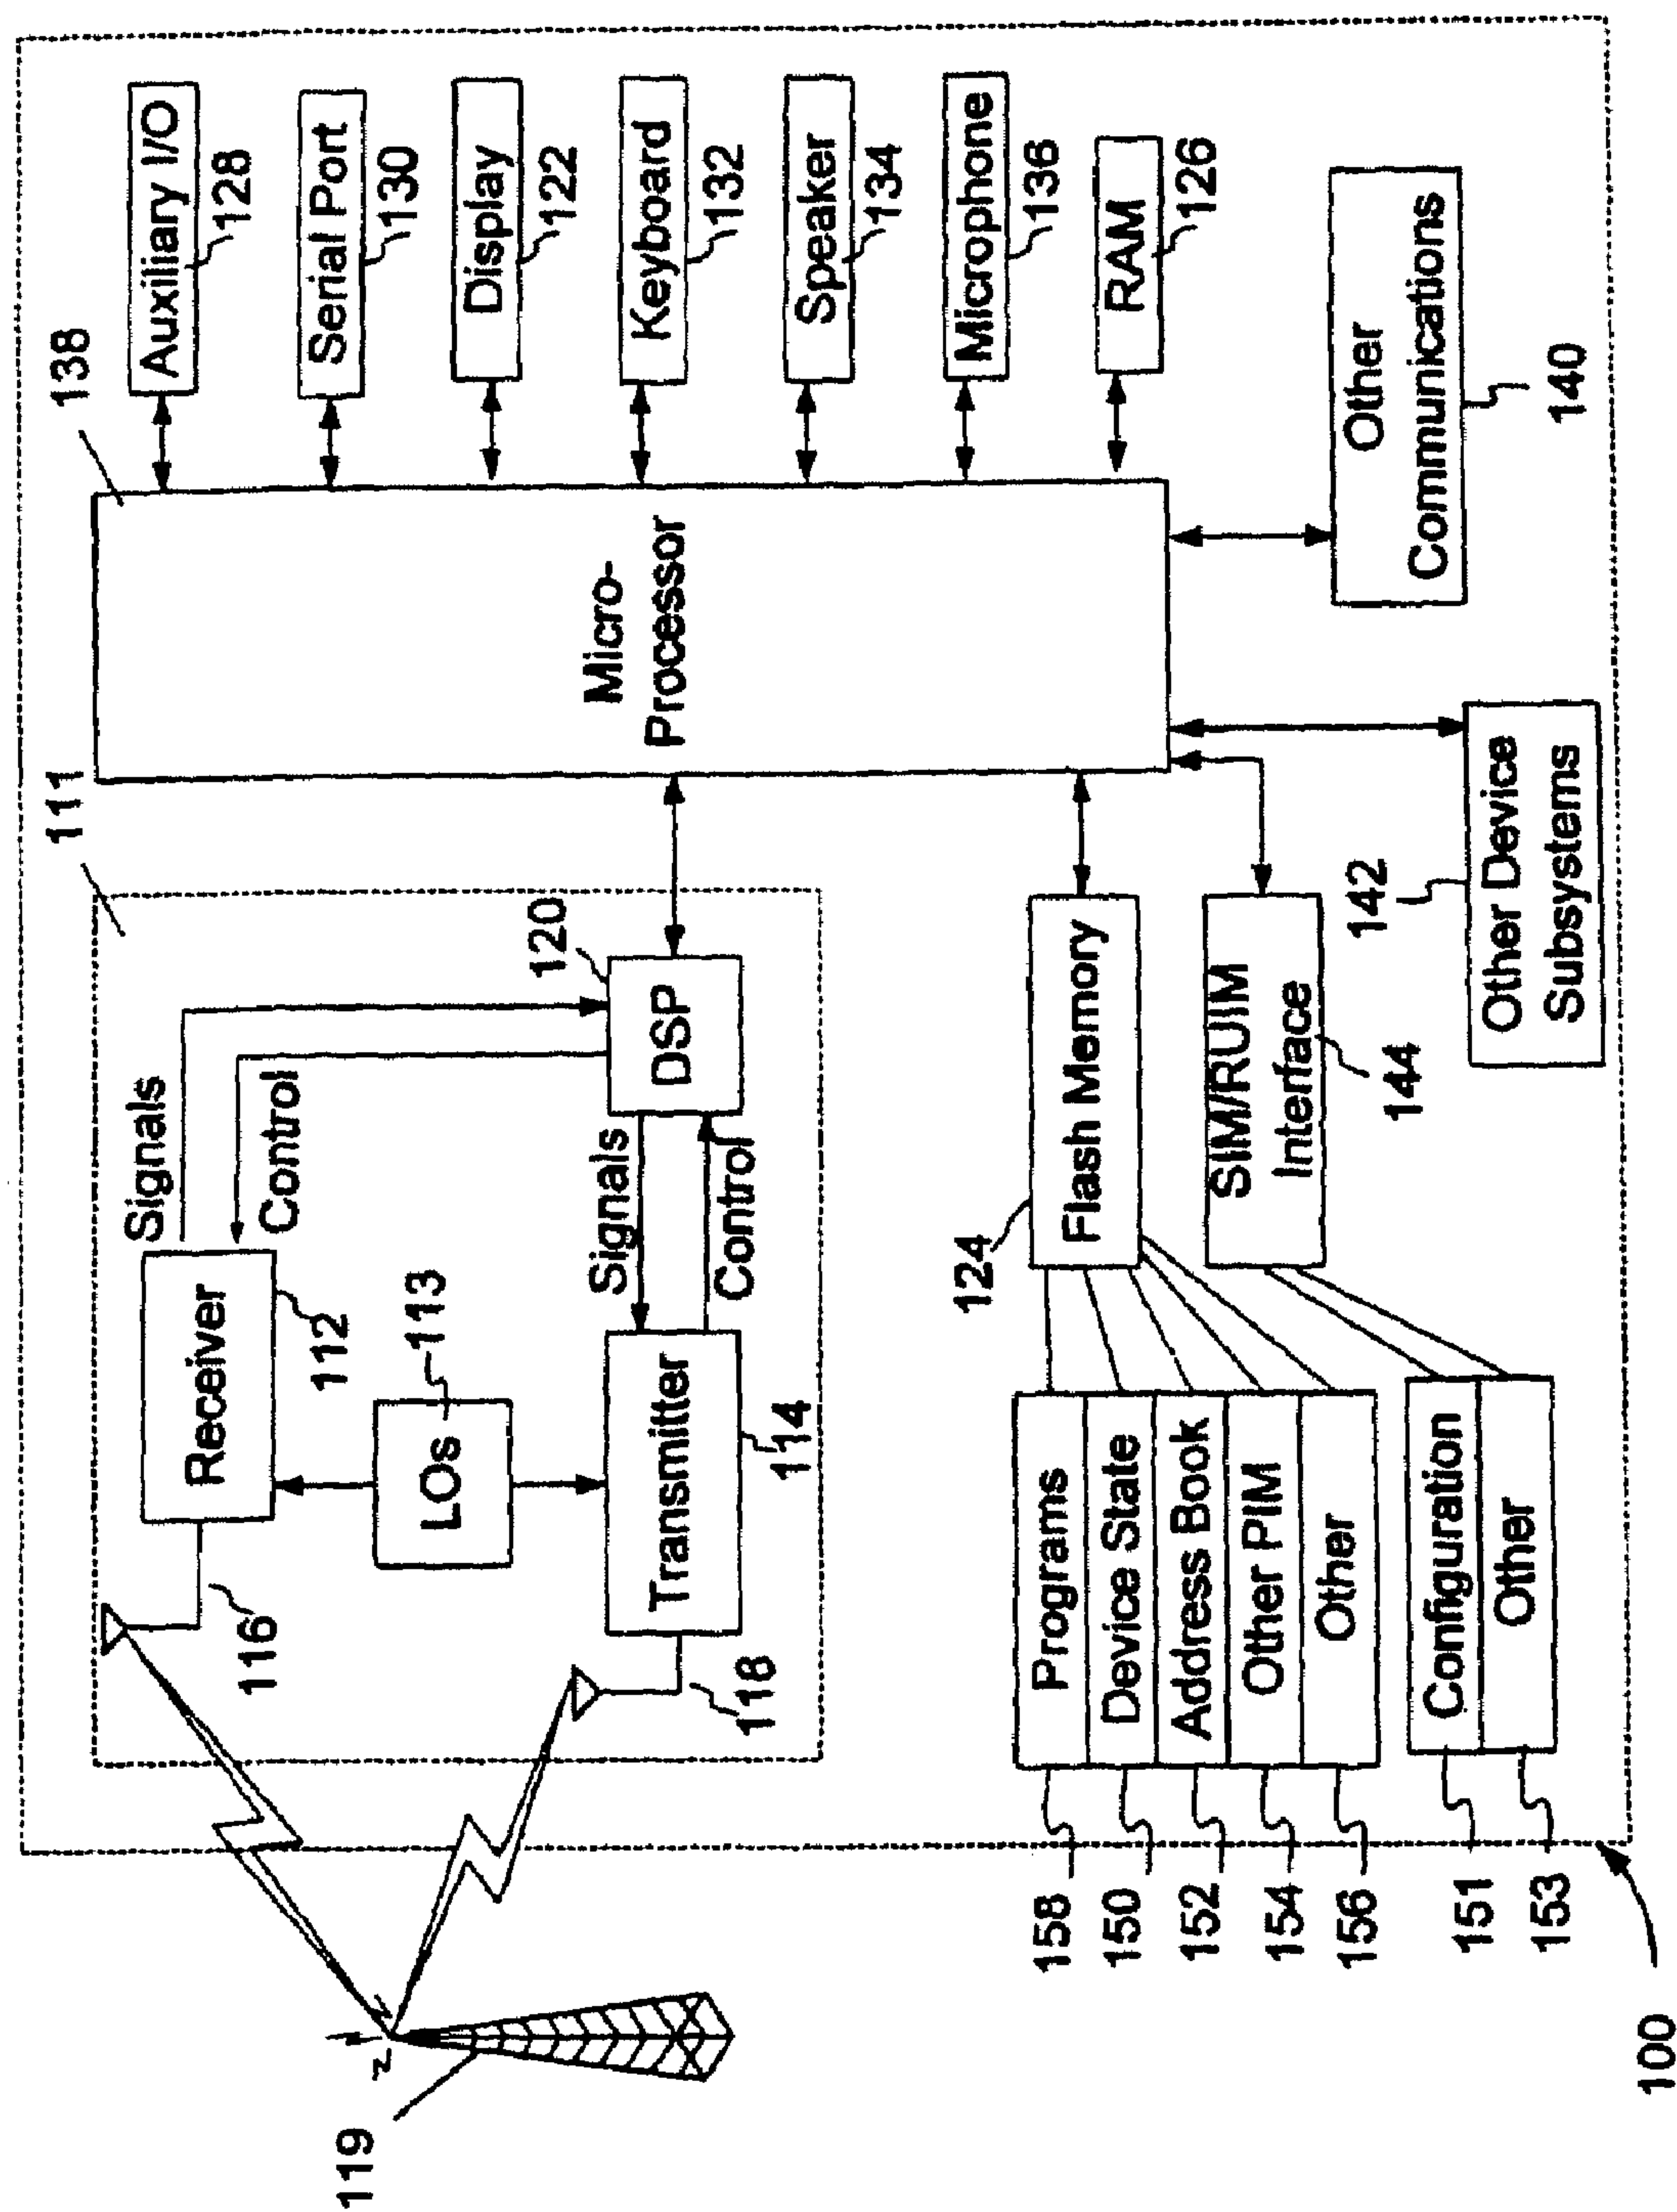 138
Auxiliary I/O
128
Serial Port
130
Display
122
Keyboard
132
Speaker
134
Microphone
136
RAM
126
Other
Communications
140
Micro-
Processor
111
Signals
Control
120
DSP
Receiver
112
LOs
113
Signals
Control
Transmitter
114
116
118
119
124
Flash Memory
SIM/RUIM
Interface
144
142
Other Device
Subsystems
158
Programs
150
Device State
152
Address Book
154
Other PIM
156
Other
151
Configuration
153
Other
100